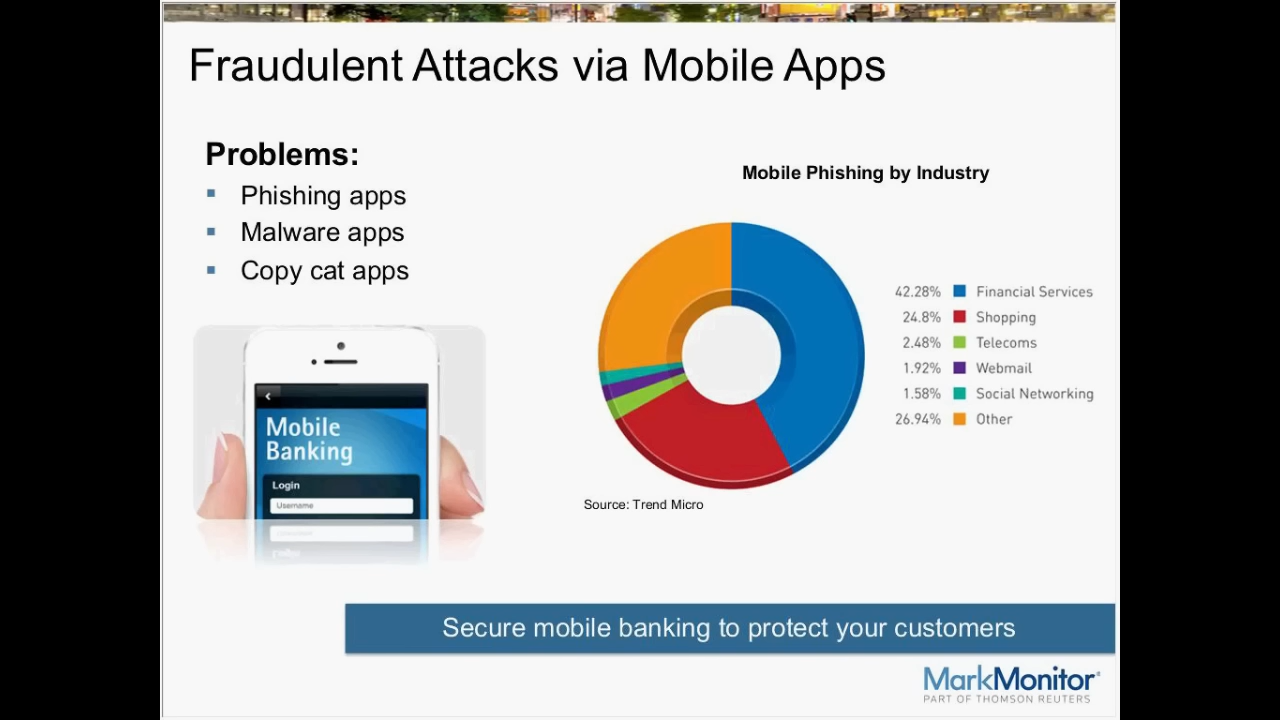 Fraudulent Attacks via Mobile Apps
Problems:
Phishing apps
Malware apps
Copy cat apps
Mobile
Banking
Login
Username
Mobile Phishing by Industry
42.28% Financial Services
24.8% Shopping
2.48% Telecoms
1.92% Webmail
1.58% Social Networking
26.94% Other
Source: Trend Micro
Secure mobile banking to protect your customers
MarkMonitor
PART OF THOMSON REUTERS